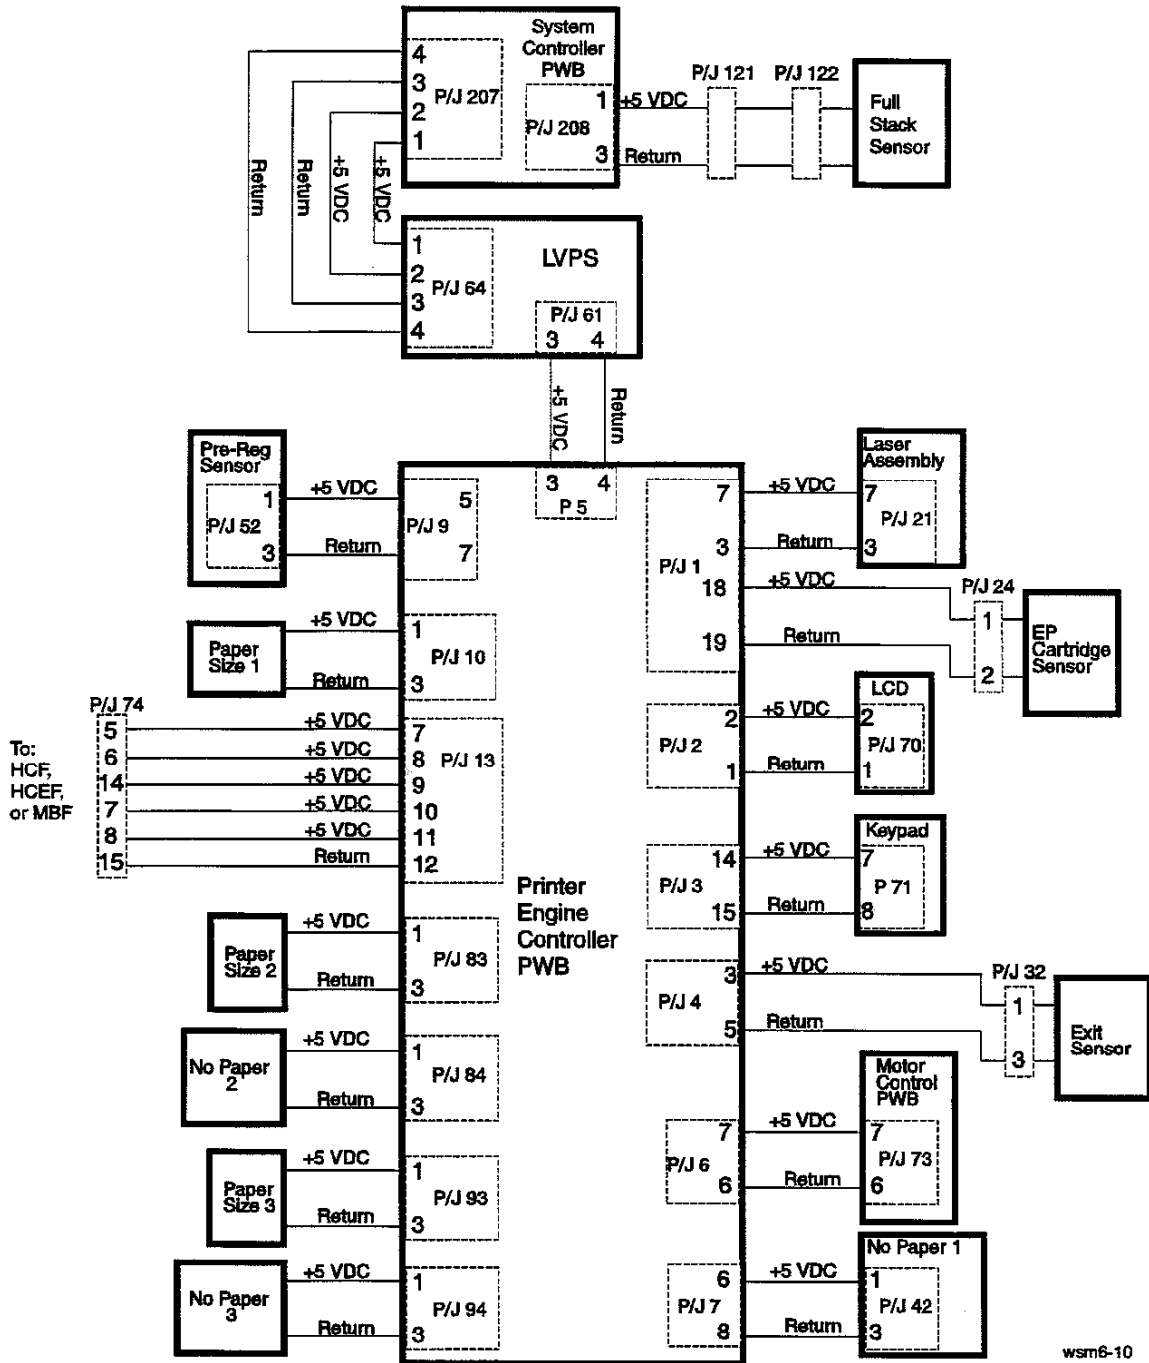 System
Controller
PWB
4
3
2
1
P/J 207
1
P/J 208
3
+5 VDC
Return
P/J 121
P/J 122
Full
Stack
Sensor
Return
Return
+5 VDC
+5 VDC
LVPS
1
2
3
4
P/J 64
P/J 61
3 4
+5 VDC
Return
3 4
P 5
Pre-Reg
Sensor
1
P/J 52
3
+5 VDC
Return
5
P/J 9
7
Paper
Size 1
+5 VDC
Return
1
P/J 10
3
P/J 74
To:
HCF,
HCEF,
or MBF
5 +5 VDC 7
6 +5 VDC 8
14 +5 VDC 9
7 +5 VDC 10
8 +5 VDC 11
15 Return 12
P/J 13
Printer
Engine
Controller
PWB
Paper
Size 2
+5 VDC
Return
1
P/J 83
3
No Paper
2
+5 VDC
Return
1
P/J 84
3
Paper
Size 3
+5 VDC
Return
1
P/J 93
3
No Paper
3
+5 VDC
Return
1
P/J 94
3
P/J 1
7 +5 VDC 7
3 Return 3
Laser
Assembly
P/J 21
18 +5 VDC
19 Return
P/J 24
1
2
EP
Cartridge
Sensor
P/J 2
2 +5 VDC 2
1 Return 1
LCD
P/J 70
P/J 3
14 +5 VDC 7
15 Return 8
Keypad
P 71
P/J 4
3 +5 VDC
5 Return
P/J 32
1
3
Exit
Sensor
P/J 6
7 +5 VDC 7
6 Return 6
Motor
Control
PWB
P/J 73
P/J 7
6 +5 VDC 1
8 Return 3
No Paper 1
P/J 42
wsm6-10